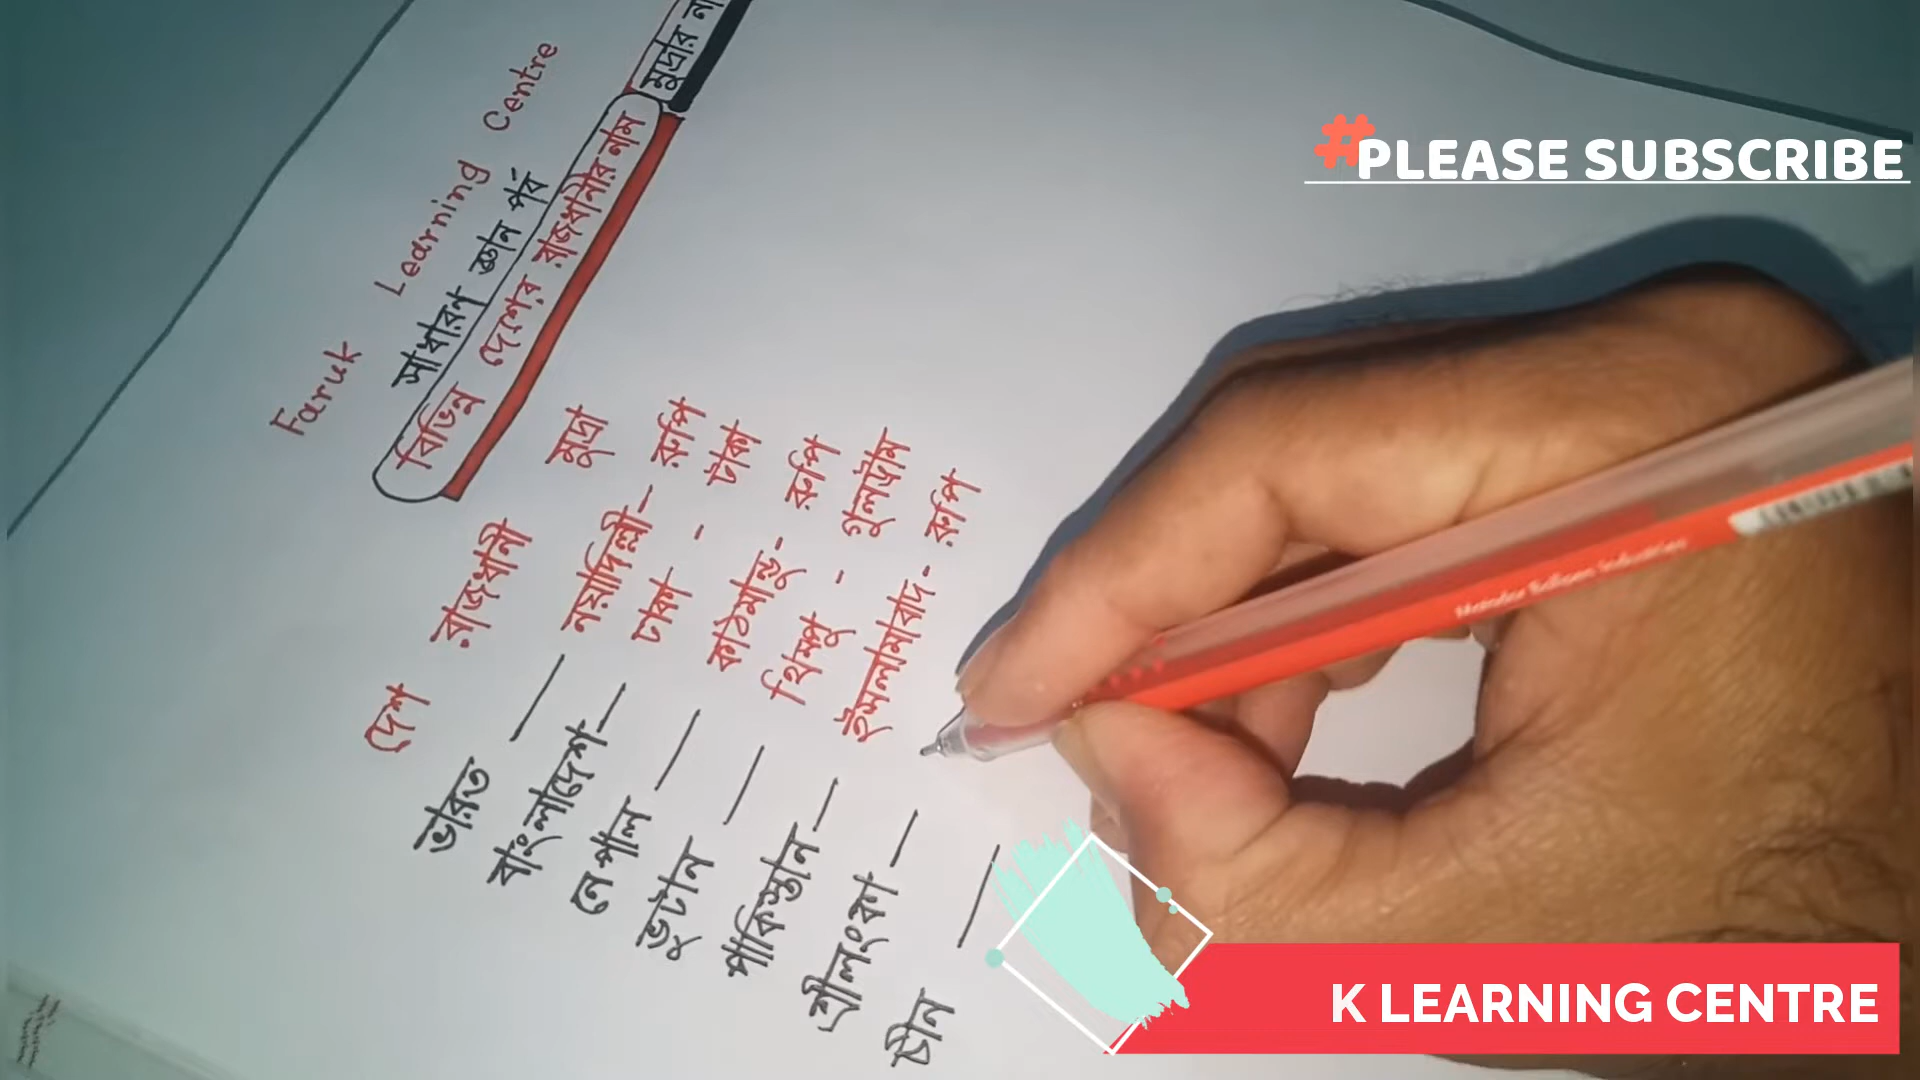 Faruk Learning Centre
সাধারণ জ্ঞান পর্ব
বিভিন্ন দেশের রাজধানীর নাম
মুদ্রার না
দেশ রাজধানী মুদ্রা
ভারত — নয়াদিল্লী - রুপি
বাংলাদেশ — ঢাকা - টাকা
নেপাল — কাঠমান্ডু - রুপি
ভুটান — থিম্পু - গুলট্রাম
পাকিস্তান — ইসলামাবাদ - রুপি
শ্রীলংকা —
চীন —
#PLEASE SUBSCRIBE
K LEARNING CENTRE